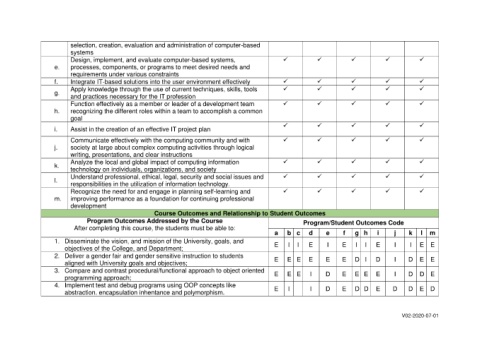 selection, creation, evaluation and administration of computer-based
systems
e. Design, implement, and evaluate computer-based systems, ✓ ✓ ✓ ✓ ✓
processes, components, or programs to meet desired needs and
requirements under various constraints
f. Integrate IT-based solutions into the user environment effectively ✓ ✓ ✓ ✓ ✓
g. Apply knowledge through the use of current techniques, skills, tools ✓ ✓ ✓ ✓ ✓
and practices necessary for the IT profession
h. Function effectively as a member or leader of a development team ✓ ✓ ✓ ✓ ✓
recognizing the different roles within a team to accomplish a common
goal
i. Assist in the creation of an effective IT project plan ✓ ✓ ✓ ✓ ✓
j. Communicate effectively with the computing community and with ✓ ✓ ✓ ✓ ✓
society at large about complex computing activities through logical
writing, presentations, and clear instructions
k. Analyze the local and global impact of computing information ✓ ✓ ✓ ✓ ✓
technology on individuals, organizations, and society
l. Understand professional, ethical, legal, security and social issues and ✓ ✓ ✓ ✓ ✓
responsibilities in the utilization of information technology.
m. Recognize the need for and engage in planning self-learning and ✓ ✓ ✓ ✓ ✓
improving performance as a foundation for continuing professional
development
Course Outcomes and Relationship to Student Outcomes
Program Outcomes Addressed by the Course Program/Student Outcomes Code
After completing this course, the students must be able to:
a b c d e f g h i j k l m
1. Disseminate the vision, and mission of the University, goals, and E I I E I E I I E I I E E
objectives of the College, and Department;
2. Deliver a gender fair and gender sensitive instruction to students E E E E E E D I D I D E E
aligned with University goals and objectives;
3. Compare and contrast procedural/functional approach to object oriented E E E I D E E E E I D D E
programming approach;
4. Implement test and debug programs using OOP concepts like E I I I D E D D E D D E D
abstraction, encapsulation inheritance and polymorphism.
V02-2020-07-01